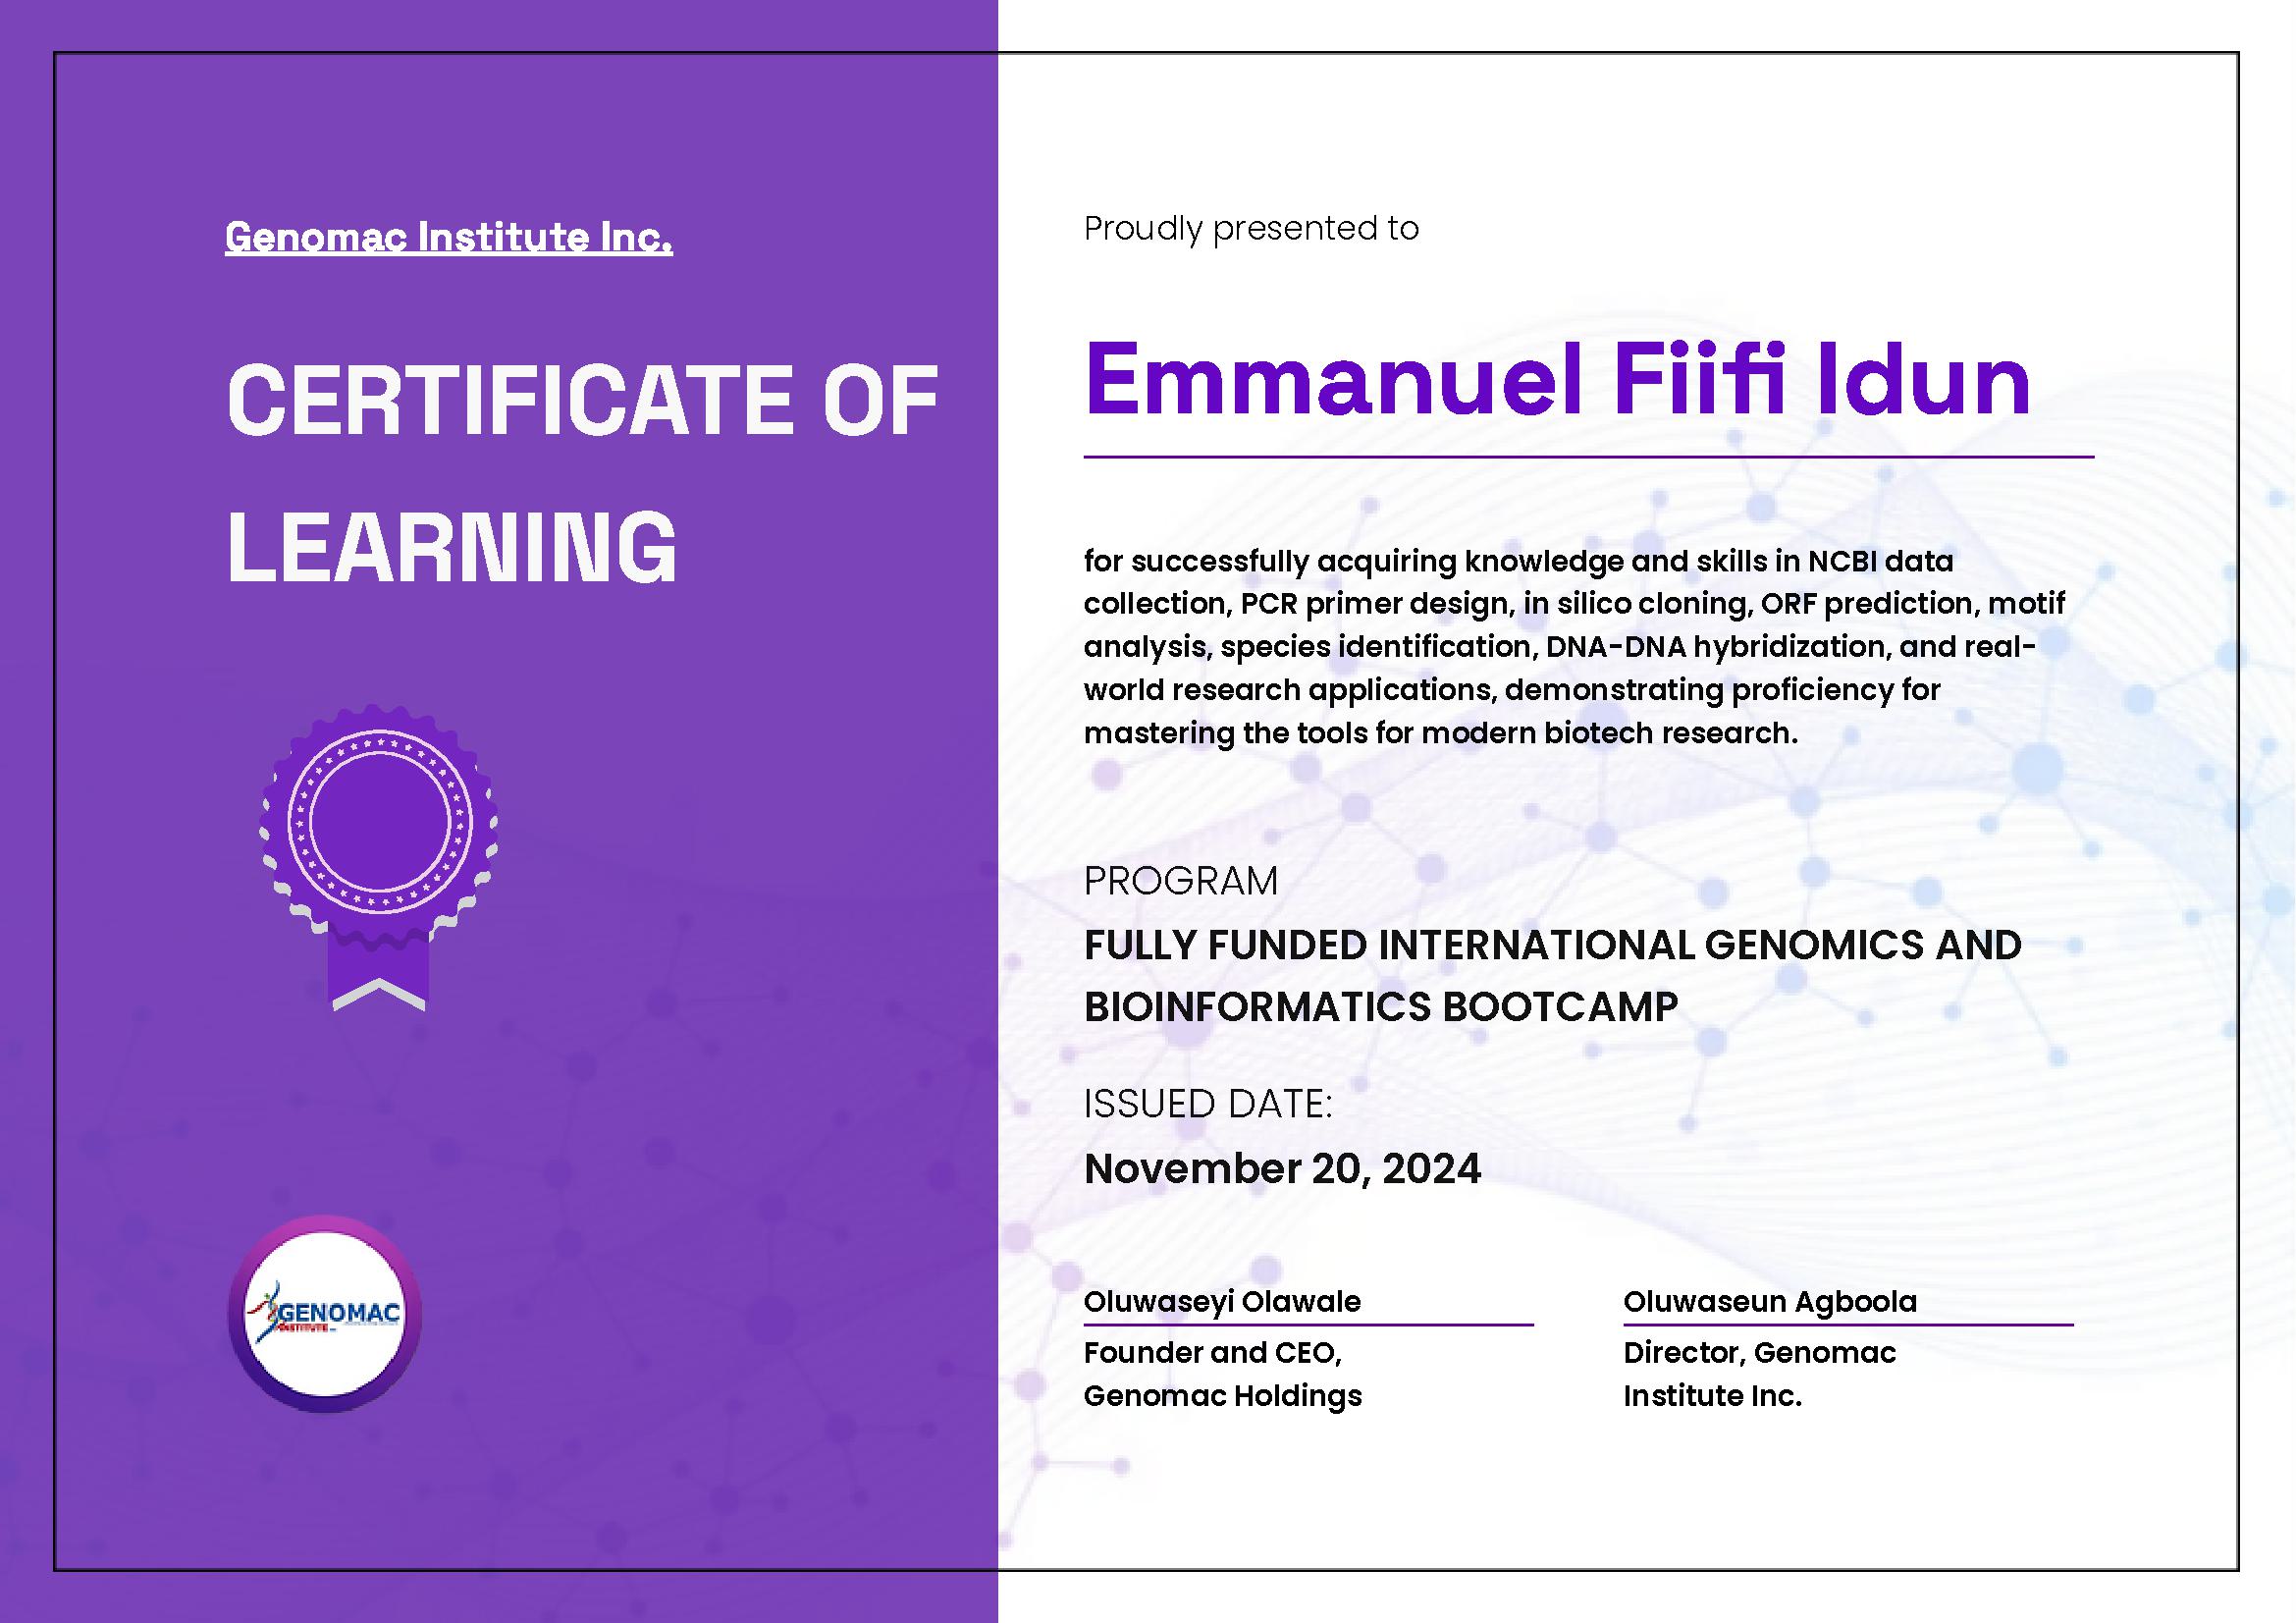 Genomac Institute Inc.
CERTIFICATE OF
LEARNING
GENOMAC
INSTITUTE
Proudly presented to
Emmanuel Fiifi Idun
for successfully acquiring knowledge and skills in NCBI data
collection, PCR primer design, in silico cloning, ORF prediction, motif
analysis, species identification, DNA-DNA hybridization, and real-
world research applications, demonstrating proficiency for
mastering the tools for modern biotech research.
PROGRAM
FULLY FUNDED INTERNATIONAL GENOMICS AND
BIOINFORMATICS BOOTCAMP
ISSUED DATE:
November 20, 2024
Oluwaseyi Olawale
Founder and CEO,
Genomac Holdings
Oluwaseun Agboola
Director, Genomac
Institute Inc.